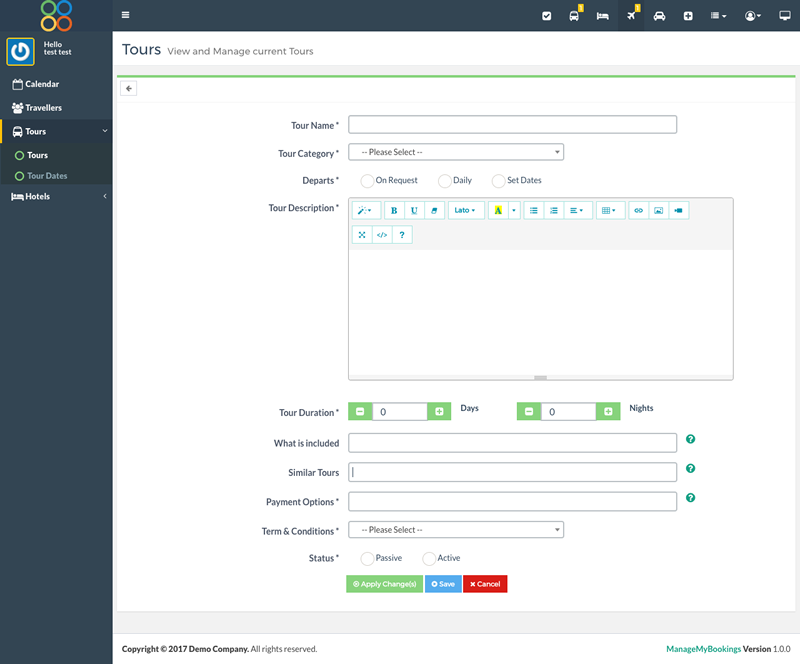 1
1
Hello
test test
Calendar
Travellers
Tours
Tours
Tour Dates
Hotels
Tours View and Manage current Tours
Tour Name *
Tour Category * -- Please Select --
Departs * On Request Daily Set Dates
Tour Description *
B U Lato A
</> ?
Tour Duration * 0 Days 0 Nights
What is included ?
Similar Tours ?
Payment Options * ?
Term & Conditions * -- Please Select --
Status * Passive Active
Apply Change(s) Save Cancel
Copyright © 2017 Demo Company. All rights reserved. ManageMyBookings Version 1.0.0